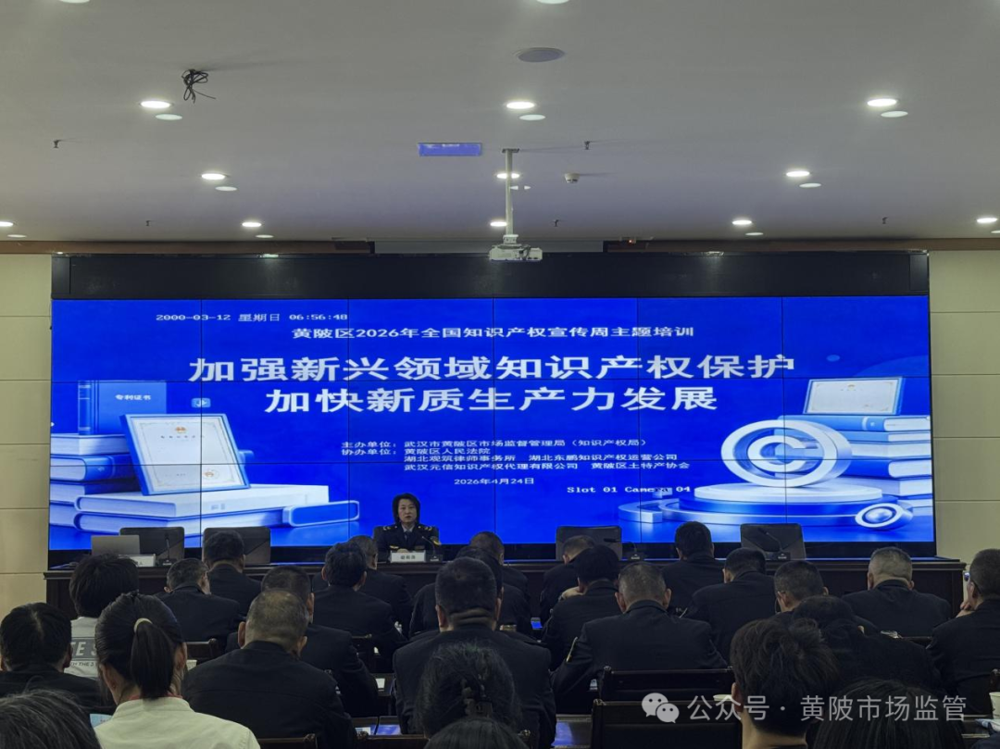 2000-03-12 星期日 06:56:48
黄陂区2026年全国知识产权宣传周主题培训
加强新兴领域知识产权保护
加快新质生产力发展
专利证书
主办单位：武汉市黄陂区市场监督管理局（知识产权局）
协办单位：黄陂区人民法院
湖北观筑律师事务所 湖北东鹏知识产权运营公司
武汉元信知识产权代理有限公司 黄陂区土特产协会
2026年4月24日
Slot 01 Camera 04
公众号·黄陂市场监管